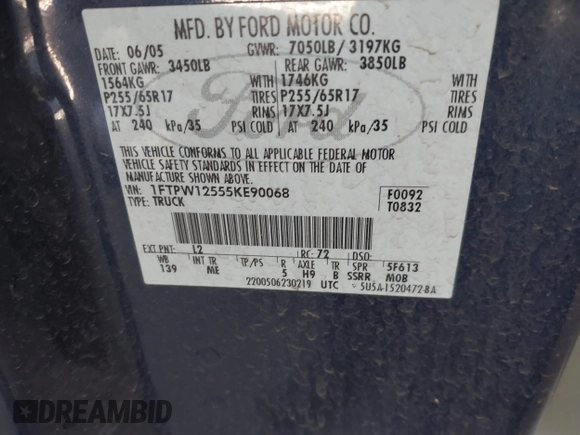 MFD. BY FORD MOTOR CO.
DATE: 06/05 GVWR: 7050LB/ 3197KG
FRONT GAWR: 3450LB REAR GAWR: 3850LB
1564KG WITH 1746KG WITH
P255/65R17 TIRES P255/65R17 TIRES
17X7.5J RIMS 17X7.5J RIMS
AT 240 kPa/35 PSI COLD AT 240 kPa/35 PSI COLD
THIS VEHICLE CONFORMS TO ALL APPLICABLE FEDERAL MOTOR
VEHICLE SAFETY STANDARDS IN EFFECT ON THE DATE OF
MANUFACTURE SHOWN ABOVE.
VIN: 1FTPW12555KE90068 F0092
TYPE: TRUCK T0832
EXT PNT: L2 RC: 72 DSO:
WB INT TR TP/PS R AXLE TR SPR 5F613
139 ME 5 H9 B SSRR MOB
2200506230219 UTC 5U5A-1520472-BA
Ford
DREAMBID